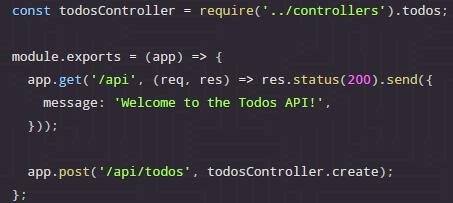 const todosController = require('../controllers').todos;
module.exports = (app) => {
app.get('/api', (req, res) => res.status(200).send({
message: 'Welcome to the Todos API!',
}));
app.post('/api/todos', todosController.create);
};